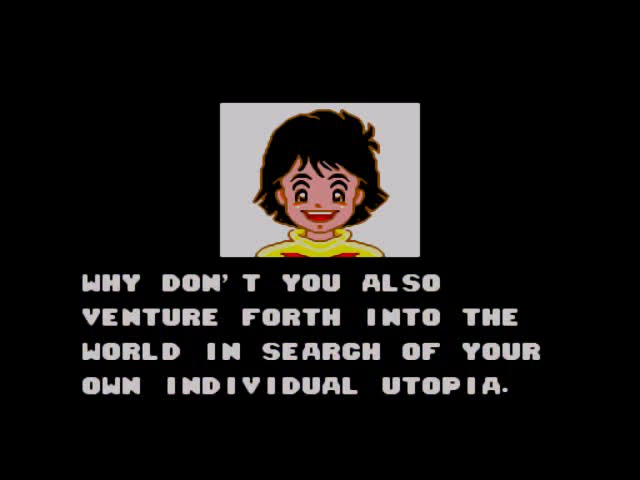 WHY DON'T YOU ALSO
VENTURE FORTH INTO THE
WORLD IN SEARCH OF YOUR
OWN INDIVIDUAL UTOPIA.